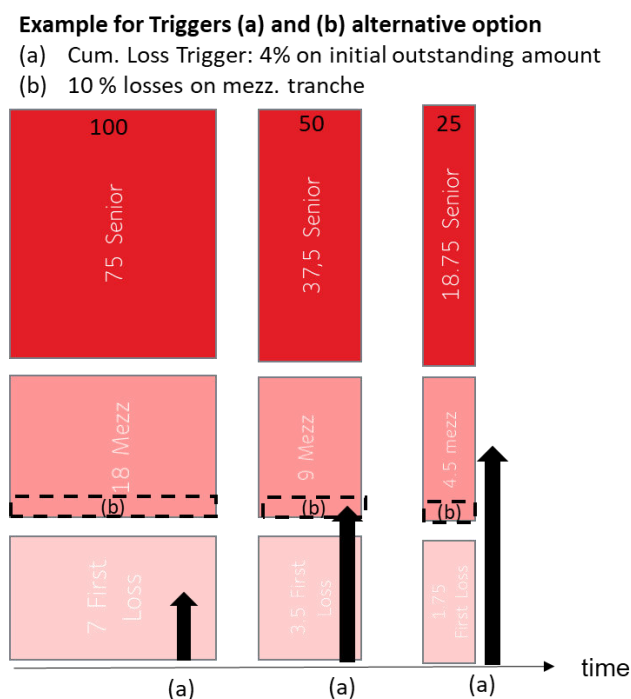 Example for Triggers (a) and (b) alternative option
(a) Cum. Loss Trigger: 4% on initial outstanding amount
(b) 10 % losses on mezz. tranche
100
50
25
75 Senior
37,5 Senior
18.75 Senior
18 Mezz
9 Mezz
4.5 mezz
(b)
(b)
(b)
7 First
Loss
3.5 First
Loss
1.75
First Loss
time
(a)
(a)
(a)